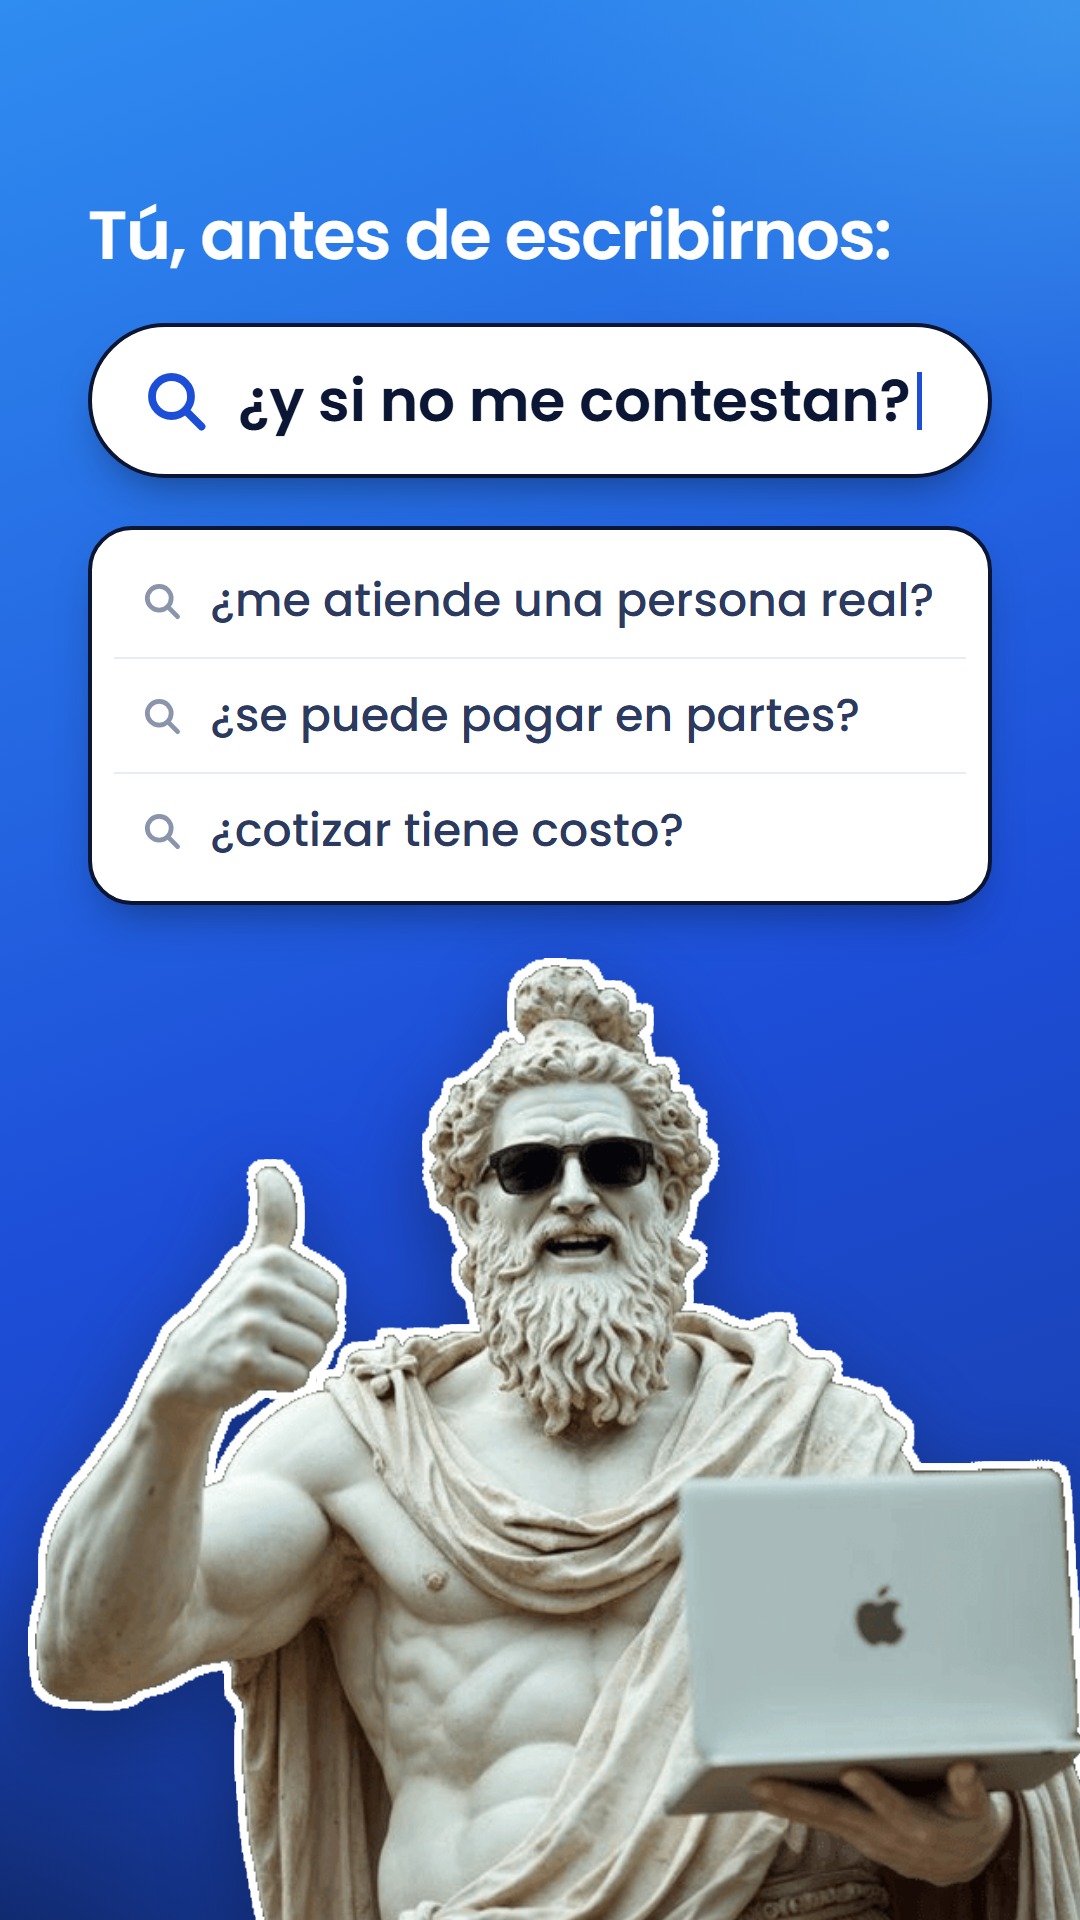 Tú, antes de escribirnos:
¿y si no me contestan?
¿me atiende una persona real?
¿se puede pagar en partes?
¿cotizar tiene costo?